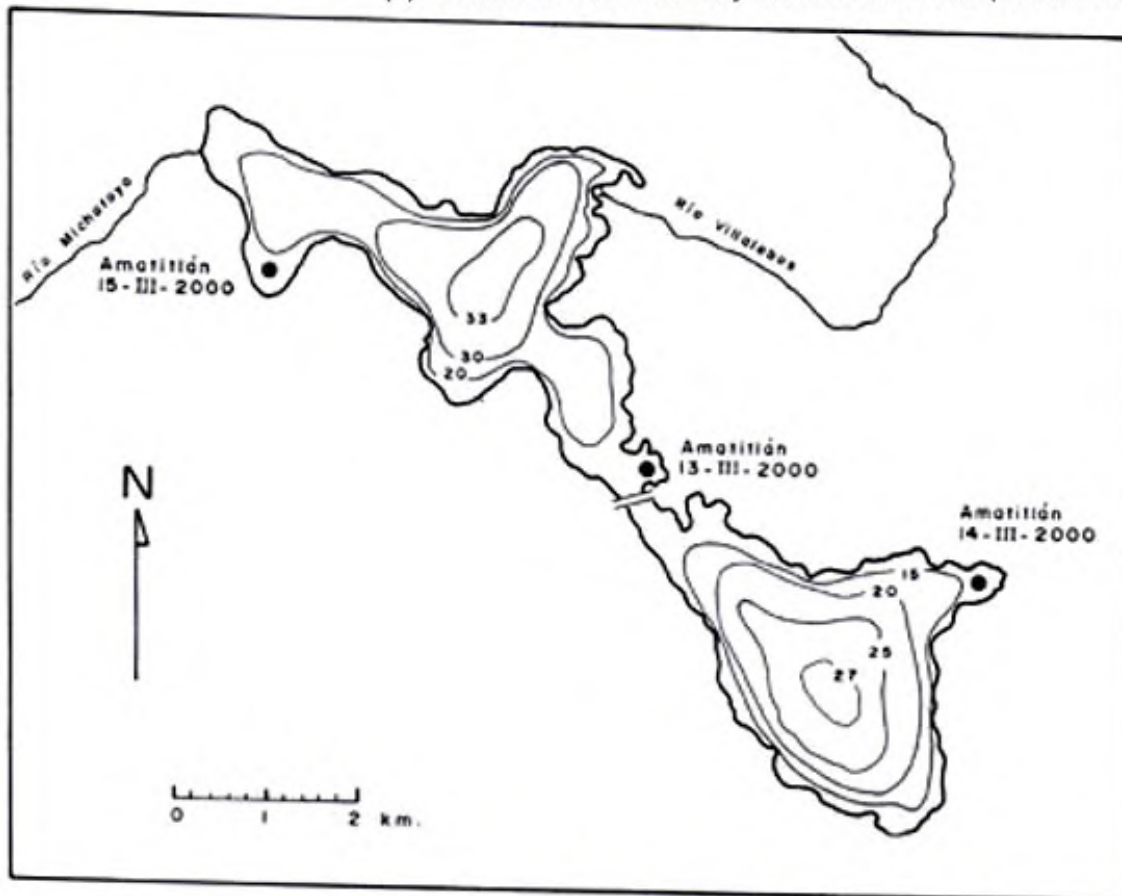 Río Michatoya
Amatitlán
15-III-2000
Río Villalobos
33
30
20
N
Amatitlán
13-III-2000
Amatitlán
14-III-2000
15
20
25
27
0 1 2 km.